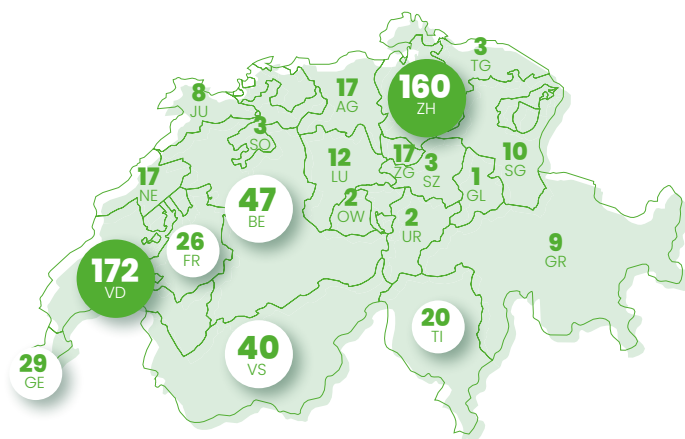 3
TG
160
ZH
17
AG
8
JU
3
SO
12
LU
17
ZG
3
SZ
10
SG
17
NE
1
GL
47
BE
2
OW
2
UR
26
FR
9
GR
172
VD
20
TI
40
VS
29
GE